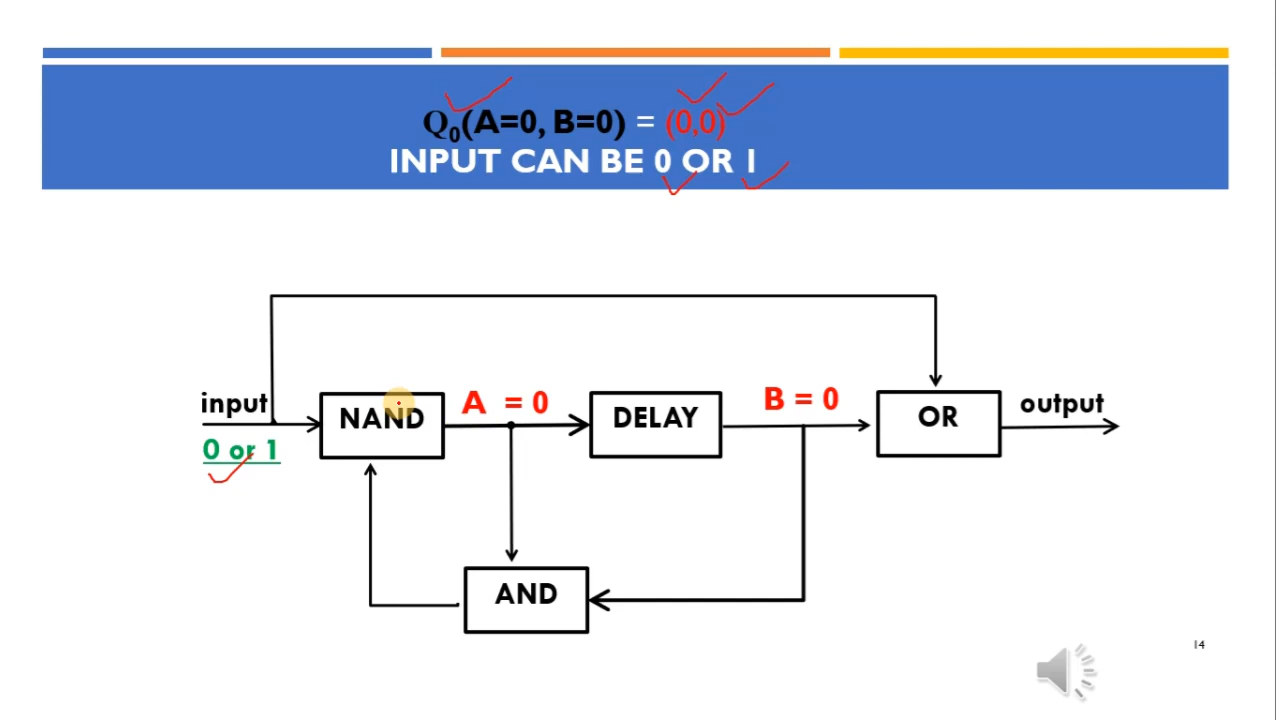 Q0(A=0, B=0) = (0,0)
INPUT CAN BE 0 OR 1
input
0 or 1
NAND
A = 0
DELAY
B = 0
OR
output
AND
14